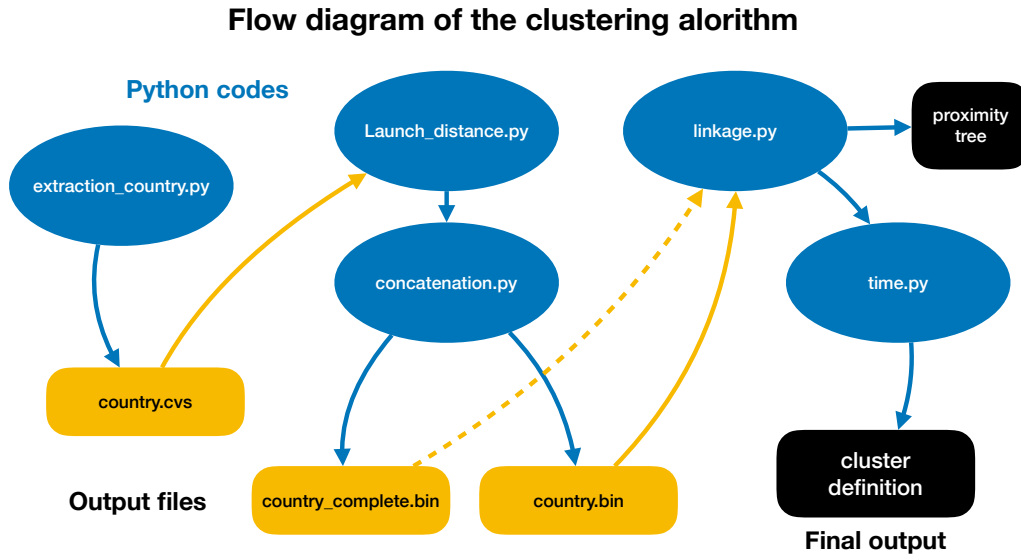 Flow diagram of the clustering alorithm
Python codes
extraction_country.py
Launch_distance.py
linkage.py
proximity
tree
concatenation.py
time.py
country.cvs
country_complete.bin
country.bin
cluster
definition
Output files
Final output